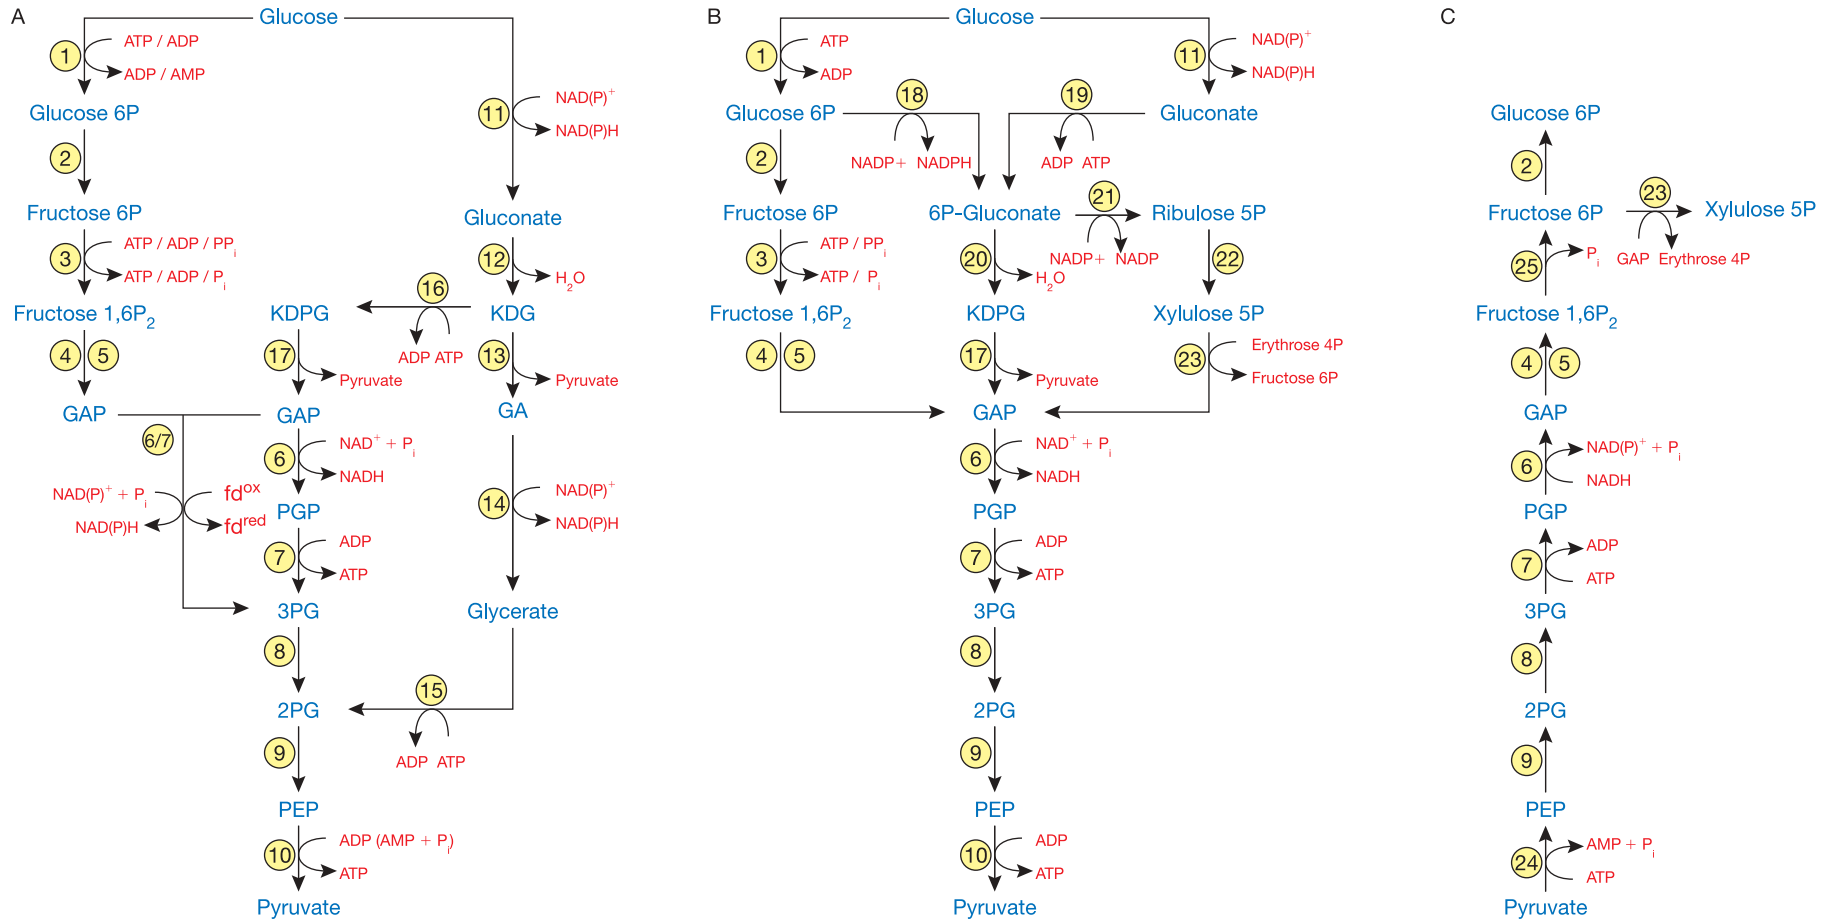 A
Glucose
1
ATP / ADP
ADP / AMP
Glucose 6P
11
NAD(P)+
NAD(P)H
2
Fructose 6P
Gluconate
3
ATP / ADP / PPi
ATP / ADP / Pi
12
H2O
16
Fructose 1,6P2
KDPG
KDG
ADP ATP
4
5
17
Pyruvate
13
Pyruvate
GAP
GAP
GA
6/7
6
NAD+ + Pi
NADH
NAD(P)+ + Pi
NAD(P)H
fdox
fdred
14
NAD(P)+
NAD(P)H
PGP
7
ADP
ATP
3PG
Glycerate
8
15
2PG
ADP ATP
9
PEP
10
ADP (AMP + Pi)
ATP
Pyruvate
B
Glucose
1
ATP
ADP
11
NAD(P)+
NAD(P)H
18
19
Glucose 6P
Gluconate
NADP+ NADPH
ADP ATP
2
21
Fructose 6P
6P-Gluconate
Ribulose 5P
NADP+ NADP
3
ATP / PPi
ATP / Pi
20
H2O
22
Fructose 1,6P2
KDPG
Xylulose 5P
4
5
17
Pyruvate
23
Erythrose 4P
Fructose 6P
GAP
6
NAD+ + Pi
NADH
PGP
7
ADP
ATP
3PG
8
2PG
9
PEP
10
ADP
ATP
Pyruvate
C
Glucose 6P
2
23
Fructose 6P
Xylulose 5P
GAP Erythrose 4P
25
Pi
Fructose 1,6P2
4
5
GAP
6
NAD(P)+ + Pi
NADH
PGP
7
ADP
ATP
3PG
8
2PG
9
PEP
24
AMP + Pi
ATP
Pyruvate